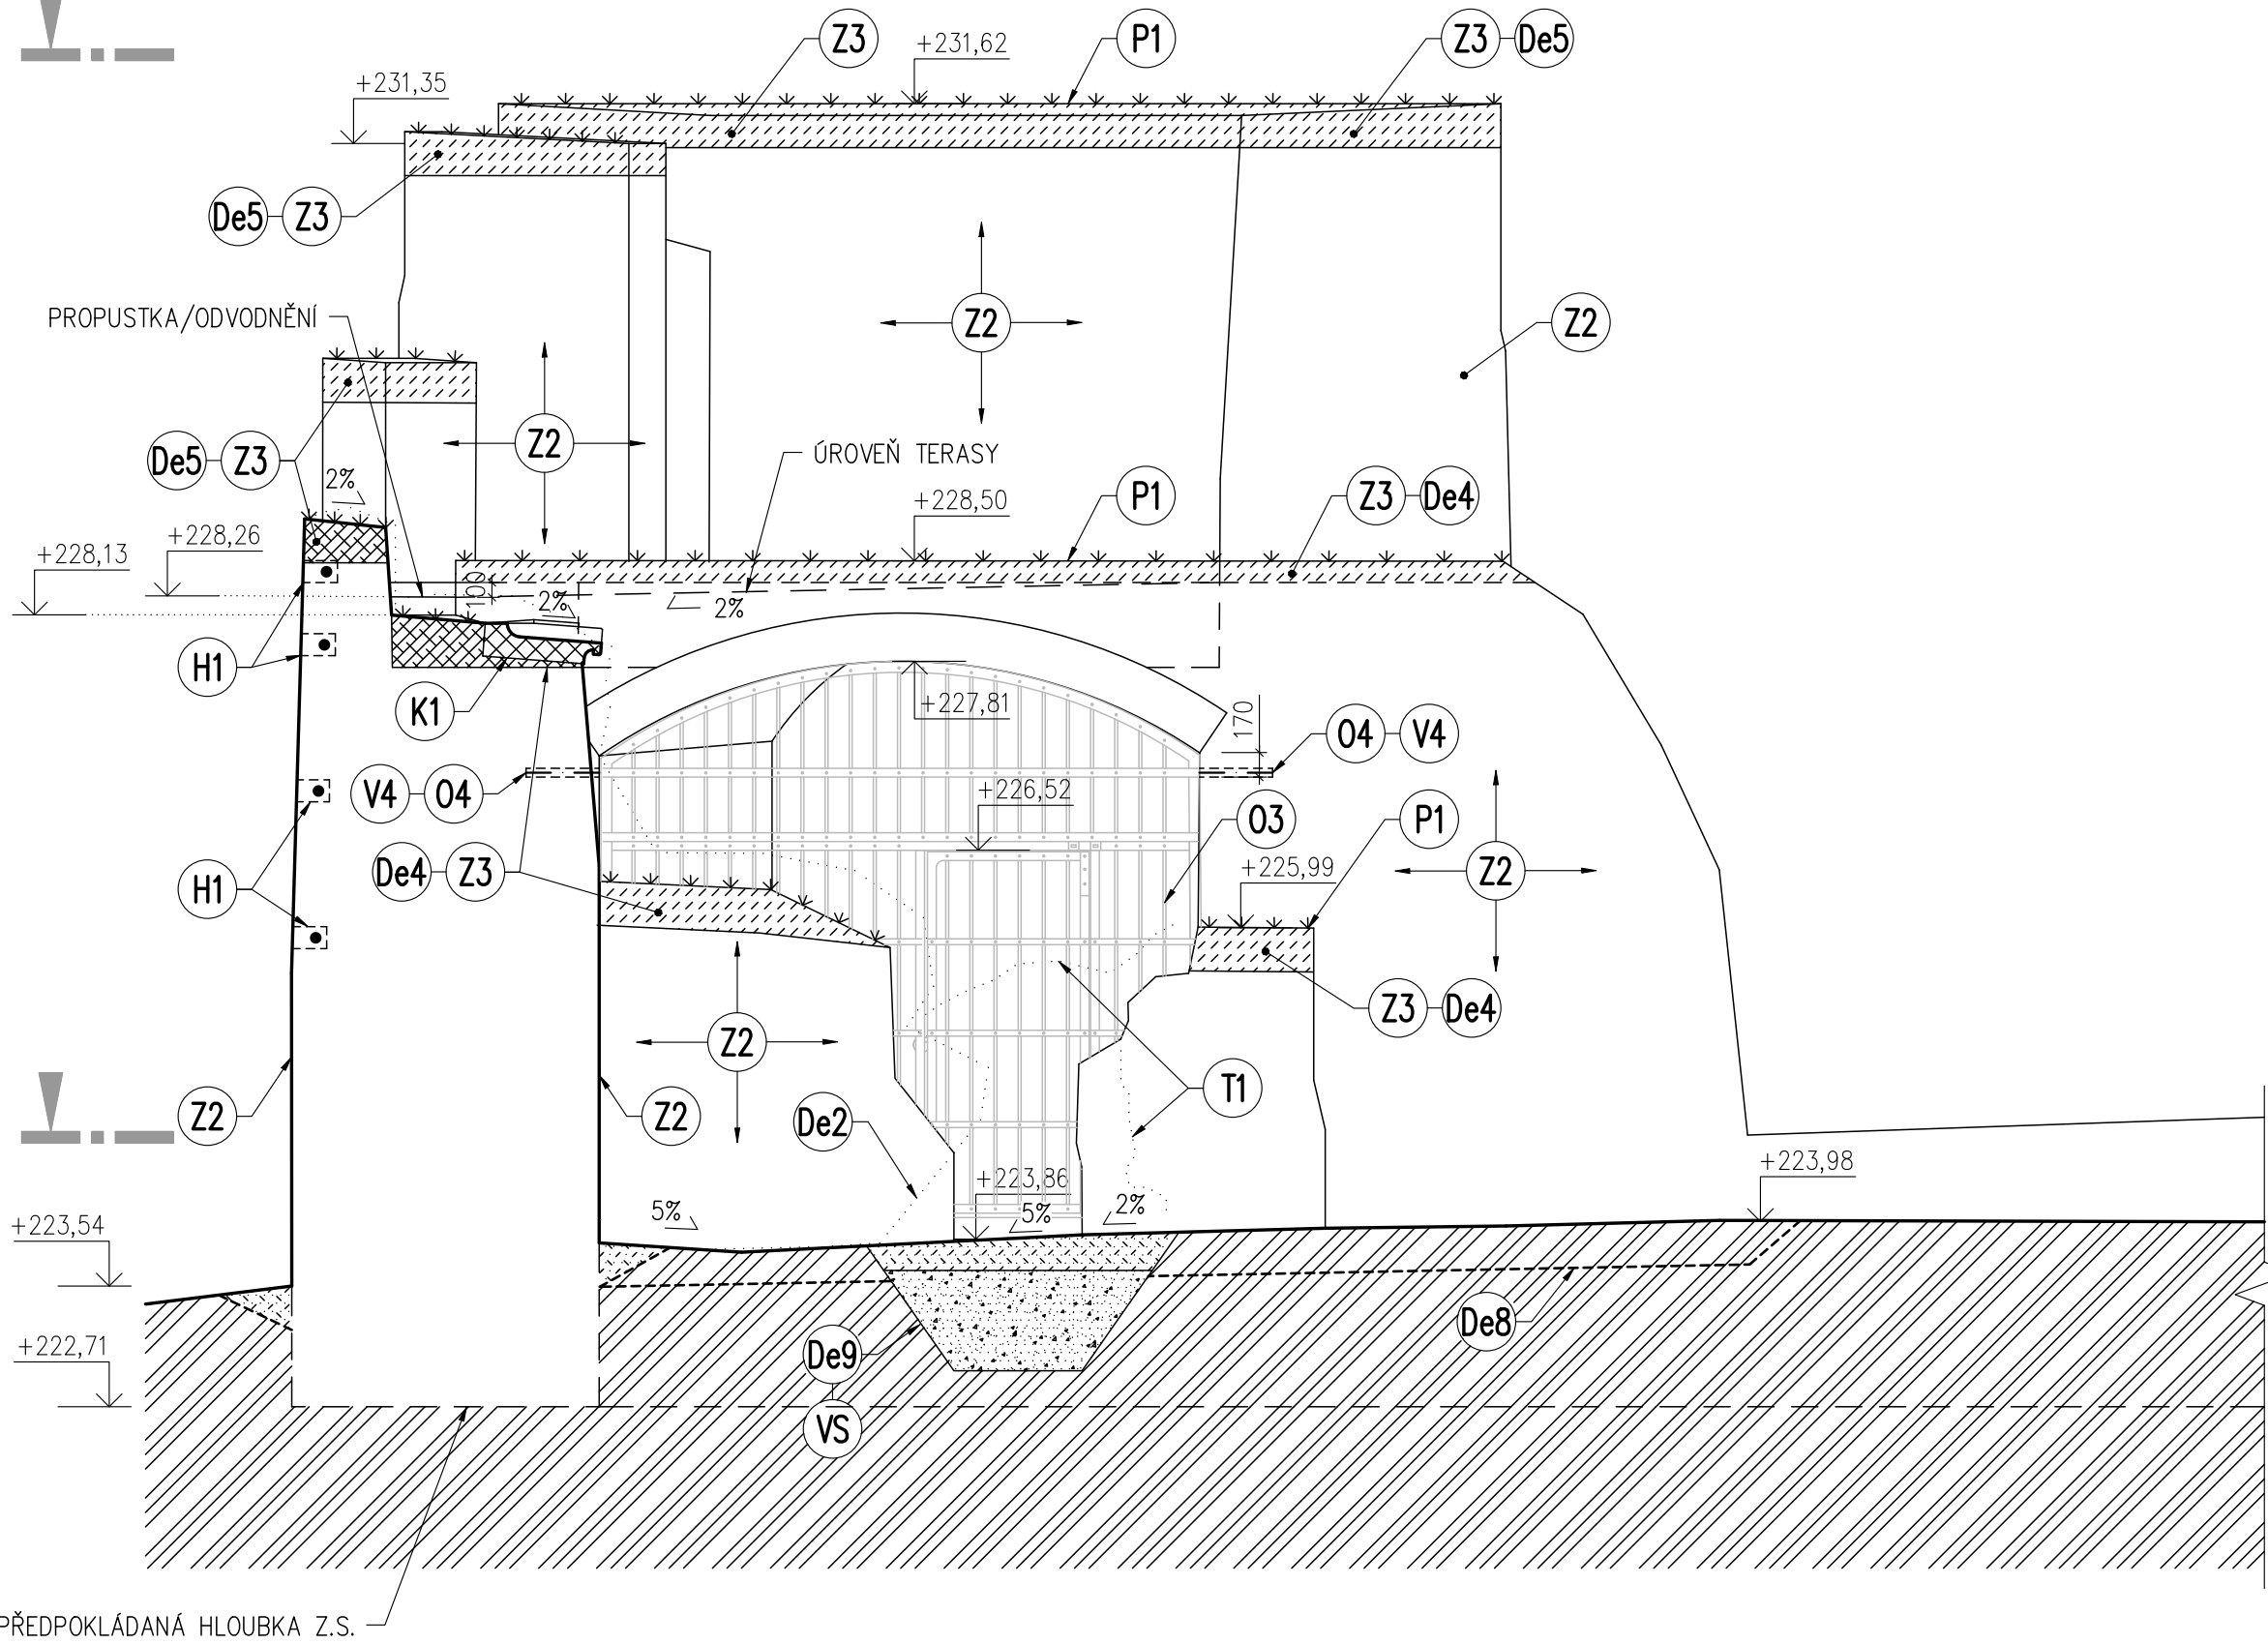 Z3
+231,62
P1
Z3 De5
+231,35
De5 Z3
PROPUSTKA/ODVODNĚNÍ
Z2
Z2
Z2
De5 Z3
2%
ÚROVEŇ TERASY
+228,50
P1
Z3 De4
+228,26
+228,13
100
2%
2%
H1
K1
+227,81
170
O4 V4
V4 O4
+226,52
O3
P1
De4 Z3
+225,99
Z2
H1
Z3 De4
Z2
T1
Z2
Z2
De2
+223,86
+223,98
5%
5%
2%
+223,54
De8
+222,71
De9
VS
PŘEDPOKLÁDANÁ HLOUBKA Z.S.